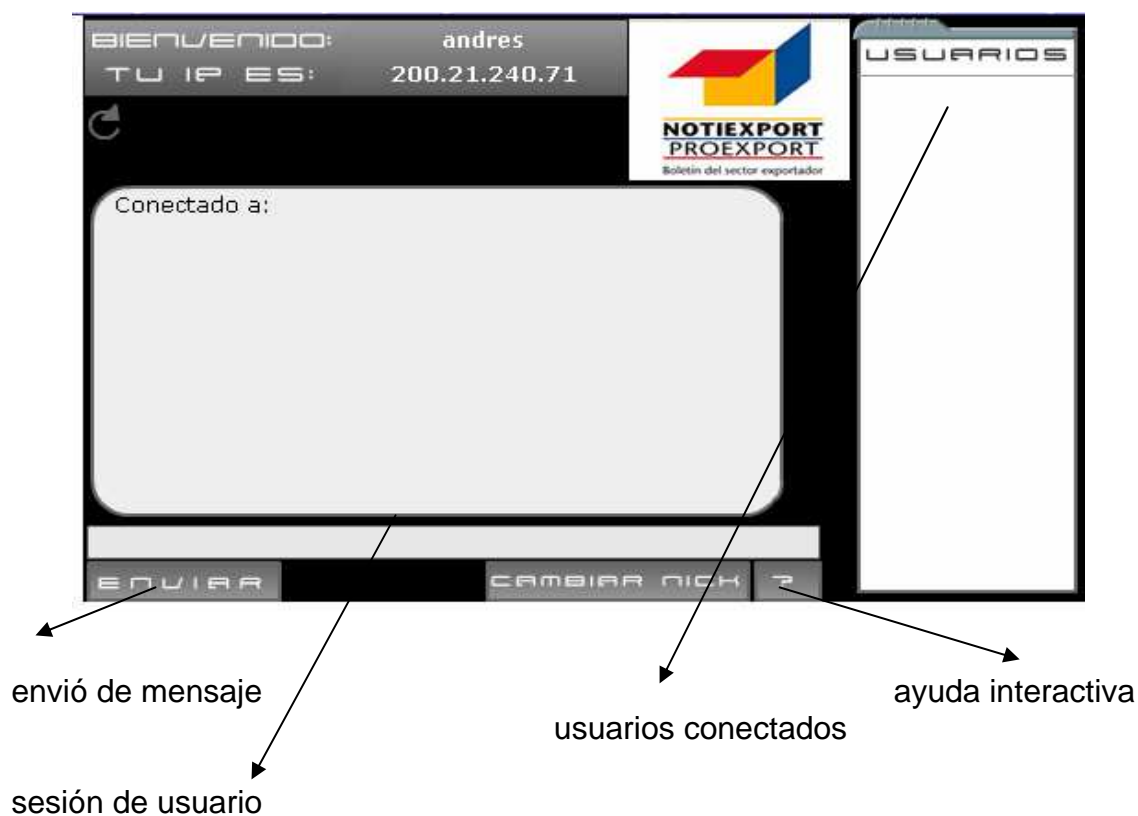 BIENVENIDO: andres
TU IP ES: 200.21.240.71
NOTIEXPORT
PROEXPORT
Boletín del sector exportador
USUARIOS
Conectado a:
ENVIAR
CAMBIAR NICK
?
envió de mensaje
ayuda interactiva
usuarios conectados
sesión de usuario